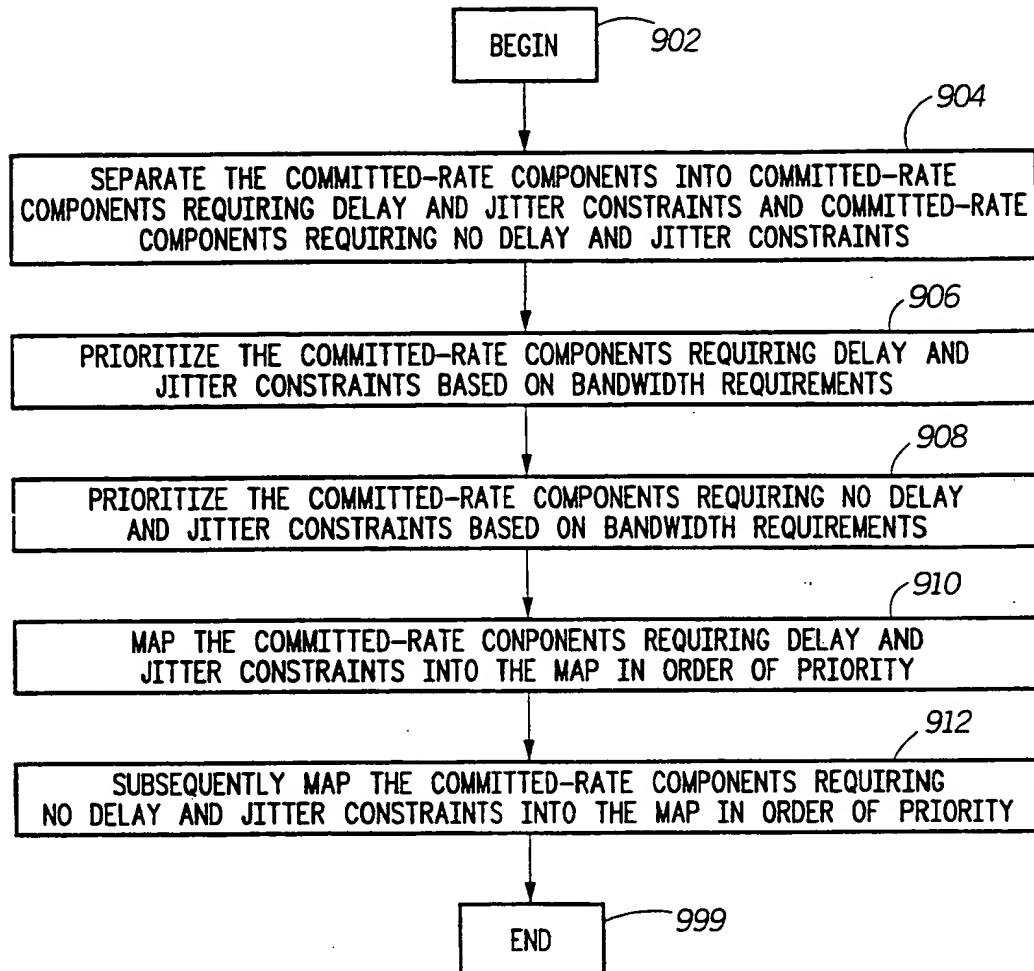 BEGIN
902
904
SEPARATE THE COMMITTED-RATE COMPONENTS INTO COMMITTED-RATE
COMPONENTS REQUIRING DELAY AND JITTER CONSTRAINTS AND COMMITTED-RATE
COMPONENTS REQUIRING NO DELAY AND JITTER CONSTRAINTS
906
PRIORITIZE THE COMMITTED-RATE COMPONENTS REQUIRING DELAY AND
JITTER CONSTRAINTS BASED ON BANDWIDTH REQUIREMENTS
908
PRIORITIZE THE COMMITTED-RATE COMPONENTS REQUIRING NO DELAY
AND JITTER CONSTRAINTS BASED ON BANDWIDTH REQUIREMENTS
910
MAP THE COMMITTED-RATE CONPONENTS REQUIRING DELAY AND
JITTER CONSTRAINTS INTO THE MAP IN ORDER OF PRIORITY
912
SUBSEQUENTLY MAP THE COMMITTED-RATE COMPONENTS REQUIRING
NO DELAY AND JITTER CONSTRAINTS INTO THE MAP IN ORDER OF PRIORITY
END
999